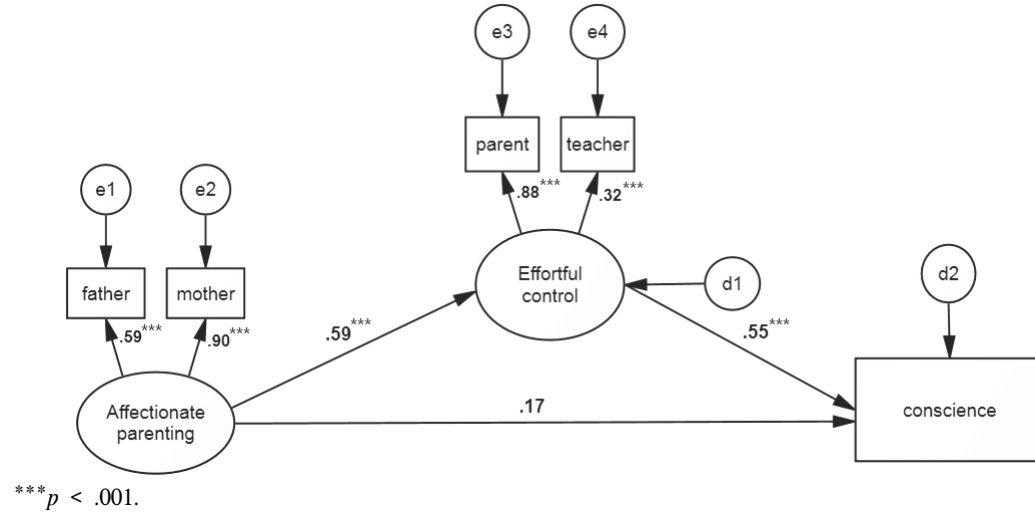 e3
e4
parent
teacher
.88***
.32***
e1
e2
father
mother
.59***
.90***
Effortful
control
d1
d2
.59***
.55***
Affectionate
parenting
.17
conscience
***p < .001.